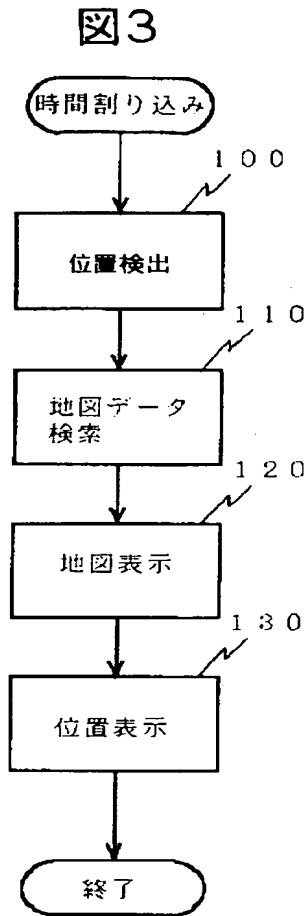 図3
時間割り込み
100
位置検出
110
地図データ
検索
120
地図表示
130
位置表示
終了